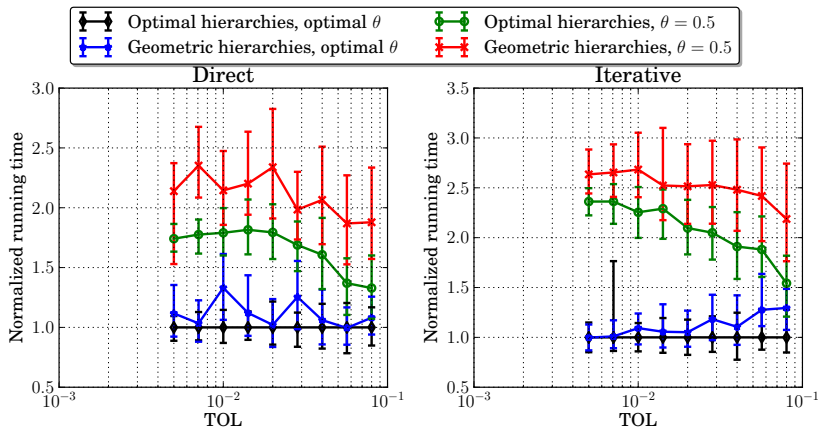 Optimal hierarchies, optimal θ
Optimal hierarchies, θ = 0.5
Geometric hierarchies, optimal θ
Geometric hierarchies, θ = 0.5
Direct
Iterative
Normalized running time
3.0
2.5
2.0
1.5
1.0
0.5
10⁻³
10⁻²
10⁻¹
TOL
Normalized running time
3.5
3.0
2.5
2.0
1.5
1.0
0.5
10⁻³
10⁻²
10⁻¹
TOL